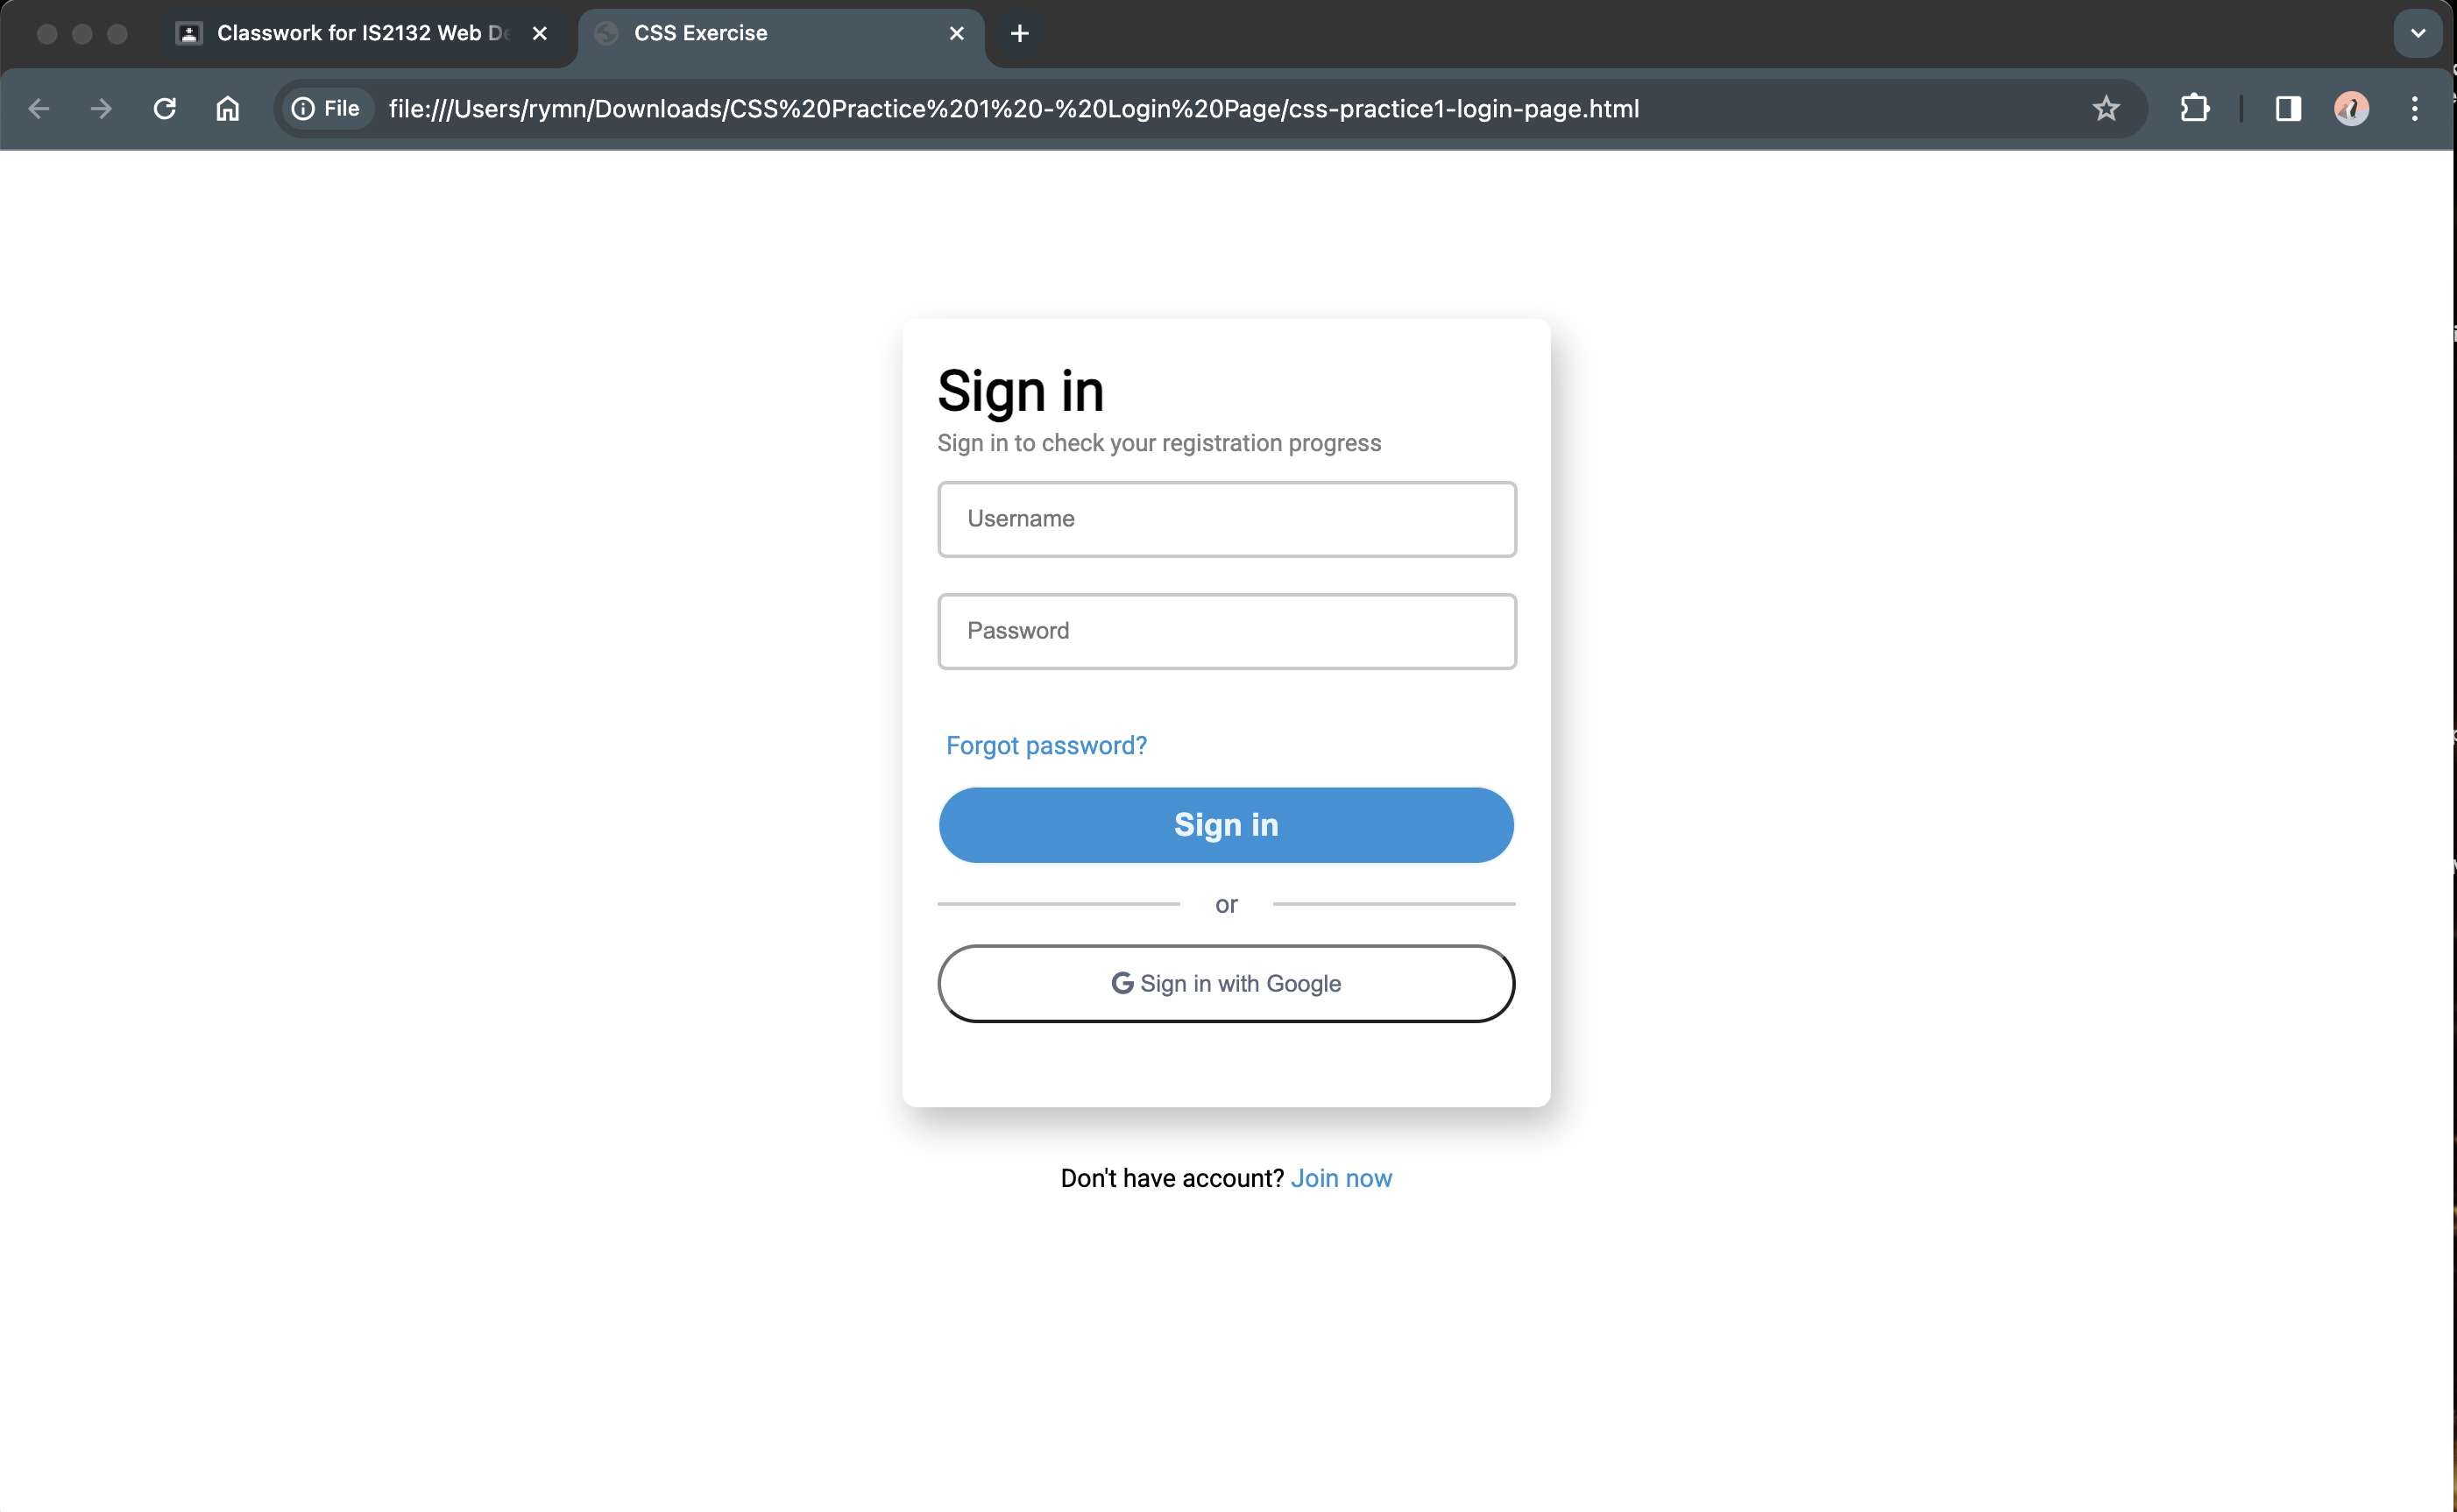 Classwork for IS2132 Web De
CSS Exercise
File file:///Users/rymn/Downloads/CSS%20Practice%201%20-%20Login%20Page/css-practice1-login-page.html
Sign in
Sign in to check your registration progress
Username
Password
Forgot password?
Sign in
or
Sign in with Google
Don't have account? Join now